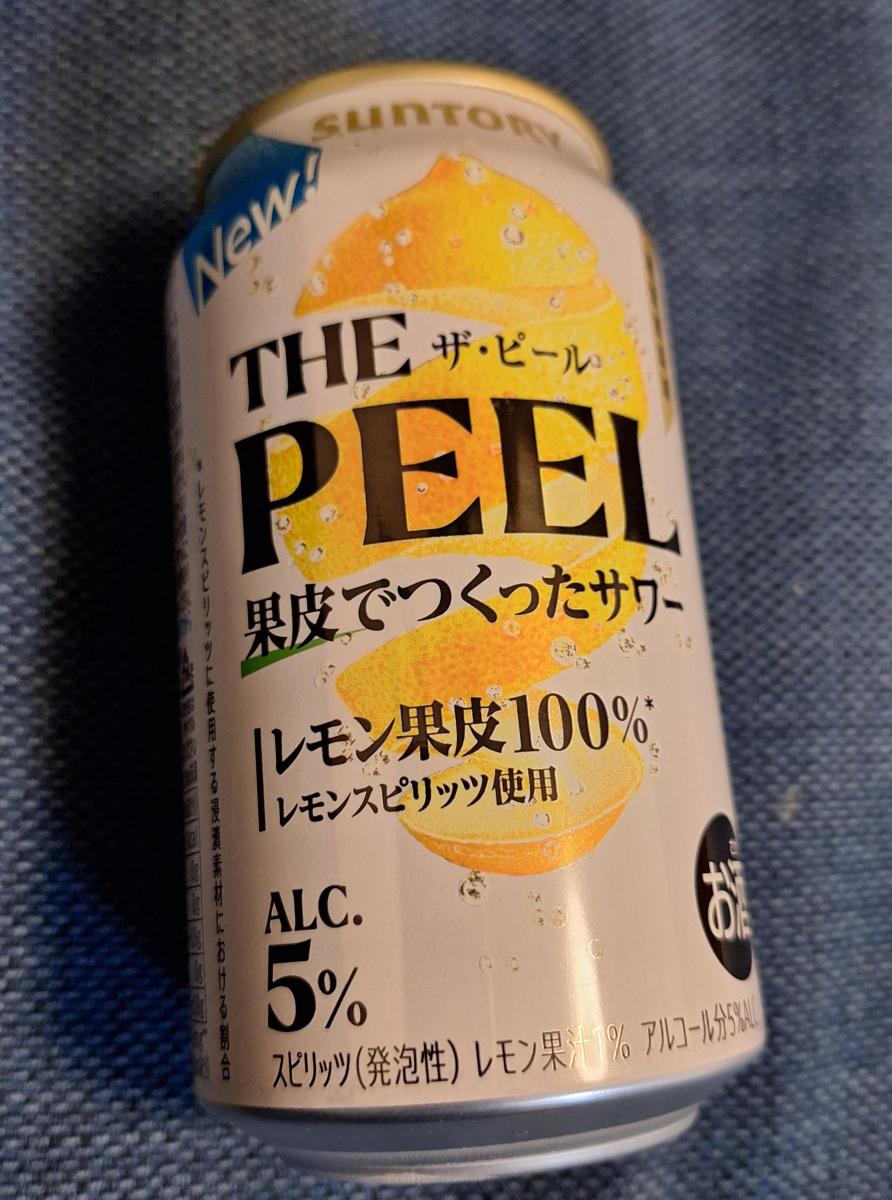 SUNTORY
New!
THE ザ・ピール
PEEL
果皮でつくったサワー
レモン果皮100%*
レモンスピリッツ使用
ALC.
5%
お酒
スピリッツ(発泡性) レモン果汁1% アルコール分5%ALC.
*レモンスピリッツに使用する浸漬素材における割合